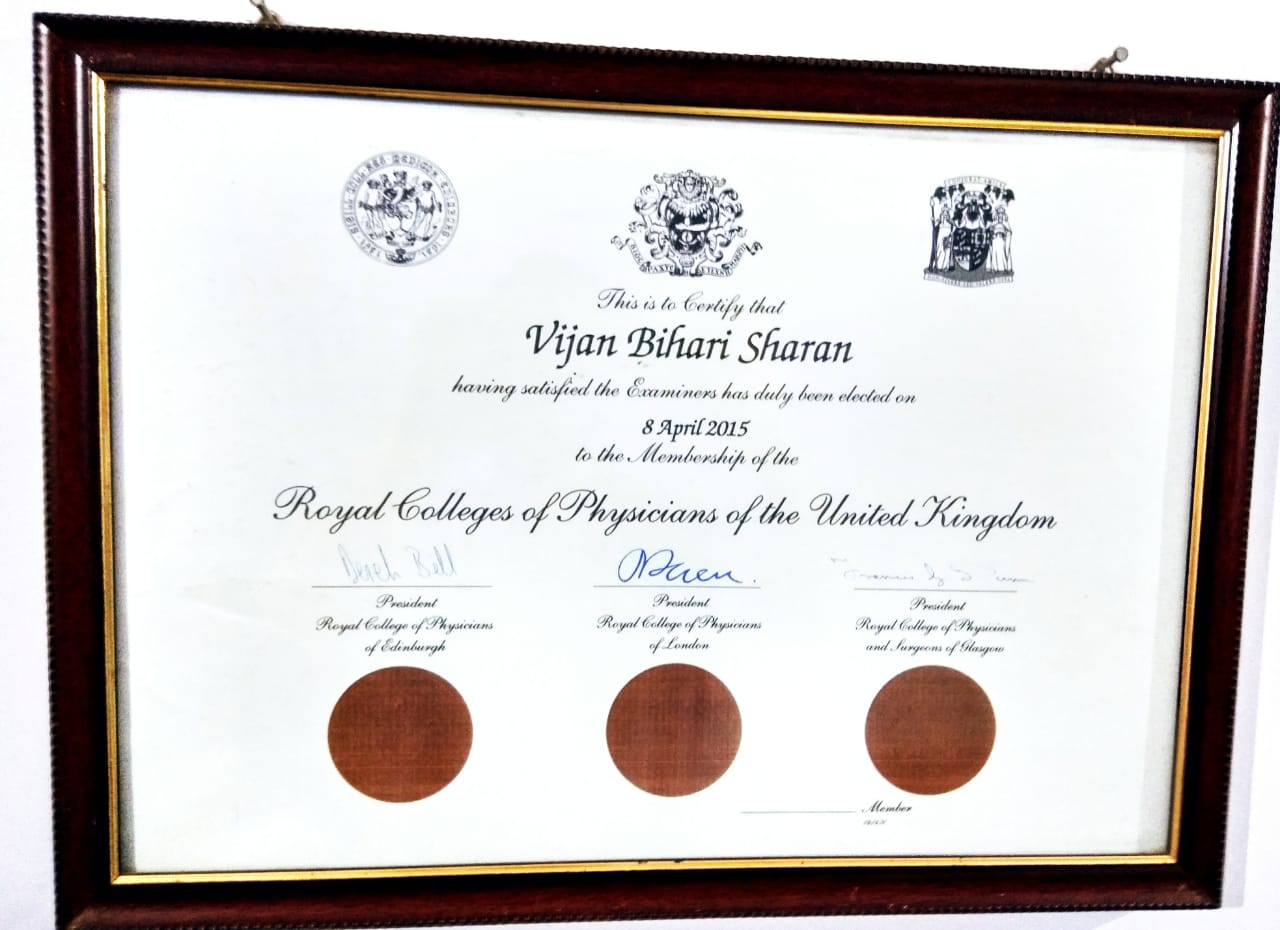 This is to Certify that
Vijan Bihari Sharan
having satisfied the Examiners has duly been elected on
8 April 2015
to the Membership of the
Royal Colleges of Physicians of the United Kingdom
Derek Bell
President
Royal College of Physicians
of Edinburgh
President
Royal College of Physicians
of London
President
Royal College of Physicians
and Surgeons of Glasgow
Member